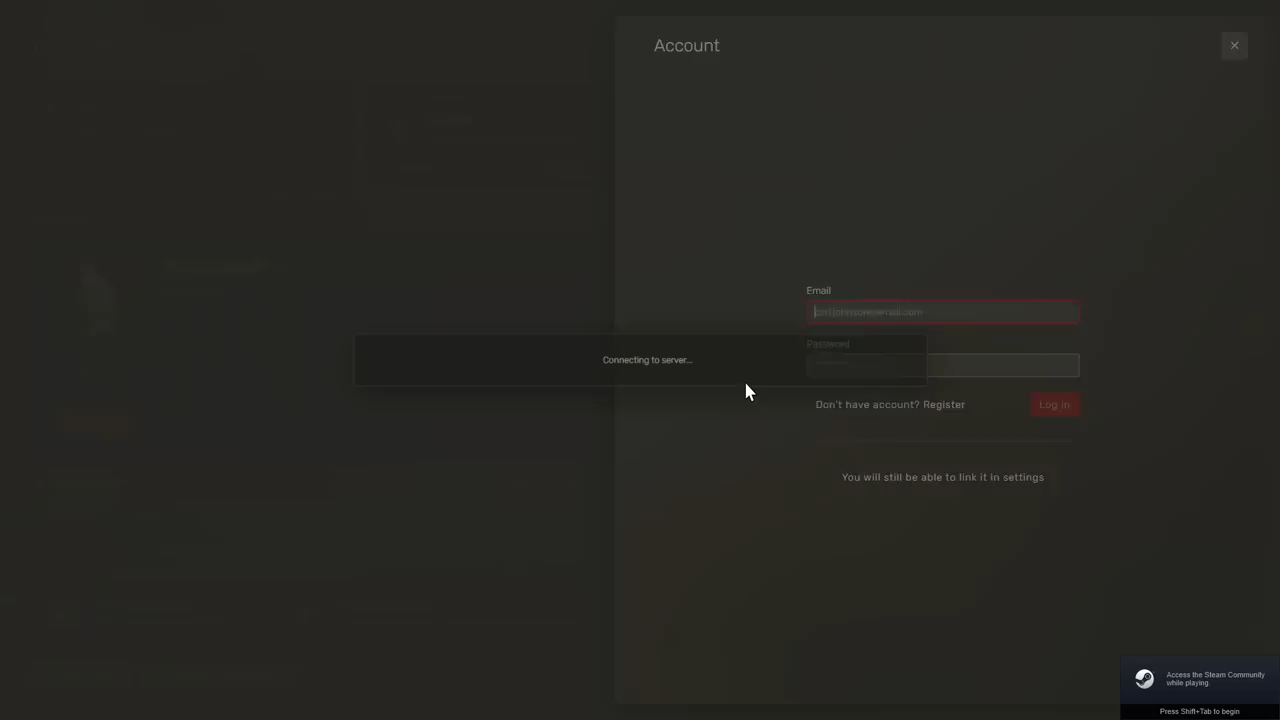 Account
Email
Connecting to server...
Password
Don't have account? Register
Log in
You will still be able to link it in settings
Access the Steam Community
while playing.
Press Shift+Tab to begin